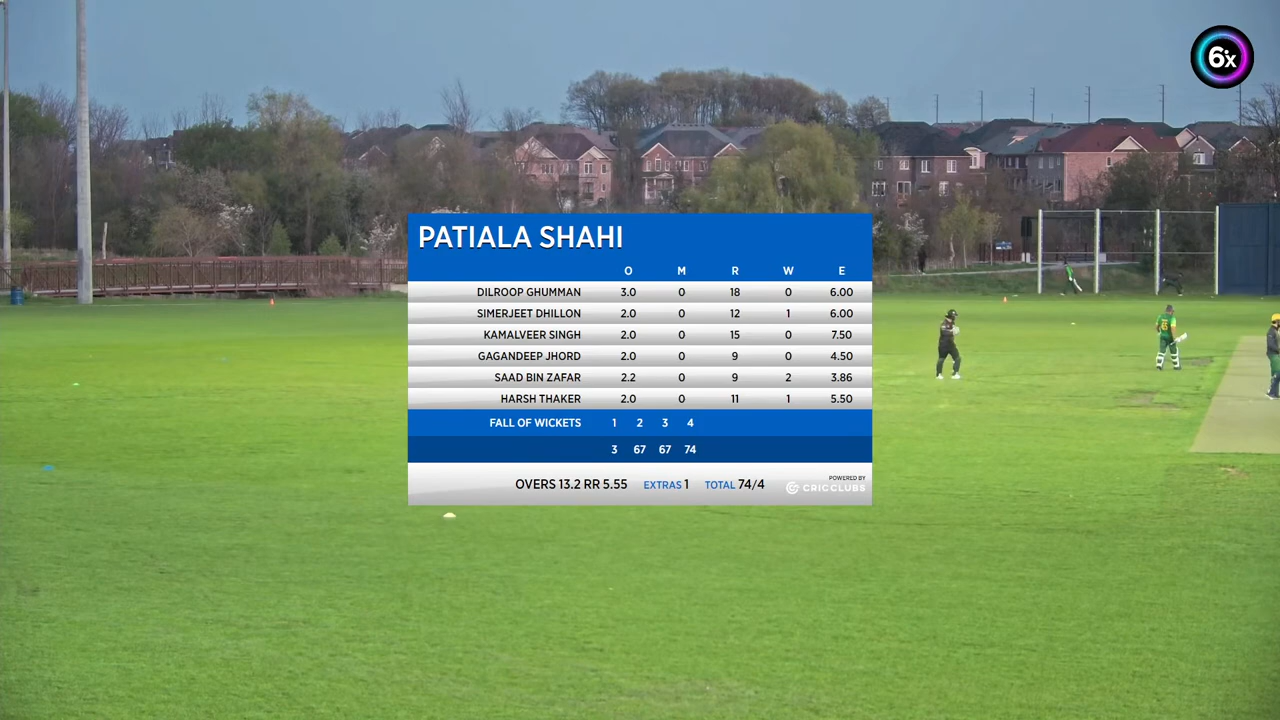 6x
PATIALA SHAHI
O M R W E
DILROOP GHUMMAN 3.0 0 18 0 6.00
SIMERJEET DHILLON 2.0 0 12 1 6.00
KAMALVEER SINGH 2.0 0 15 0 7.50
GAGANDEEP JHORD 2.0 0 9 0 4.50
SAAD BIN ZAFAR 2.2 0 9 2 3.86
HARSH THAKER 2.0 0 11 1 5.50
FALL OF WICKETS 1 2 3 4
3 67 67 74
OVERS 13.2 RR 5.55 EXTRAS 1 TOTAL 74/4
POWERED BY
CRICCLUBS